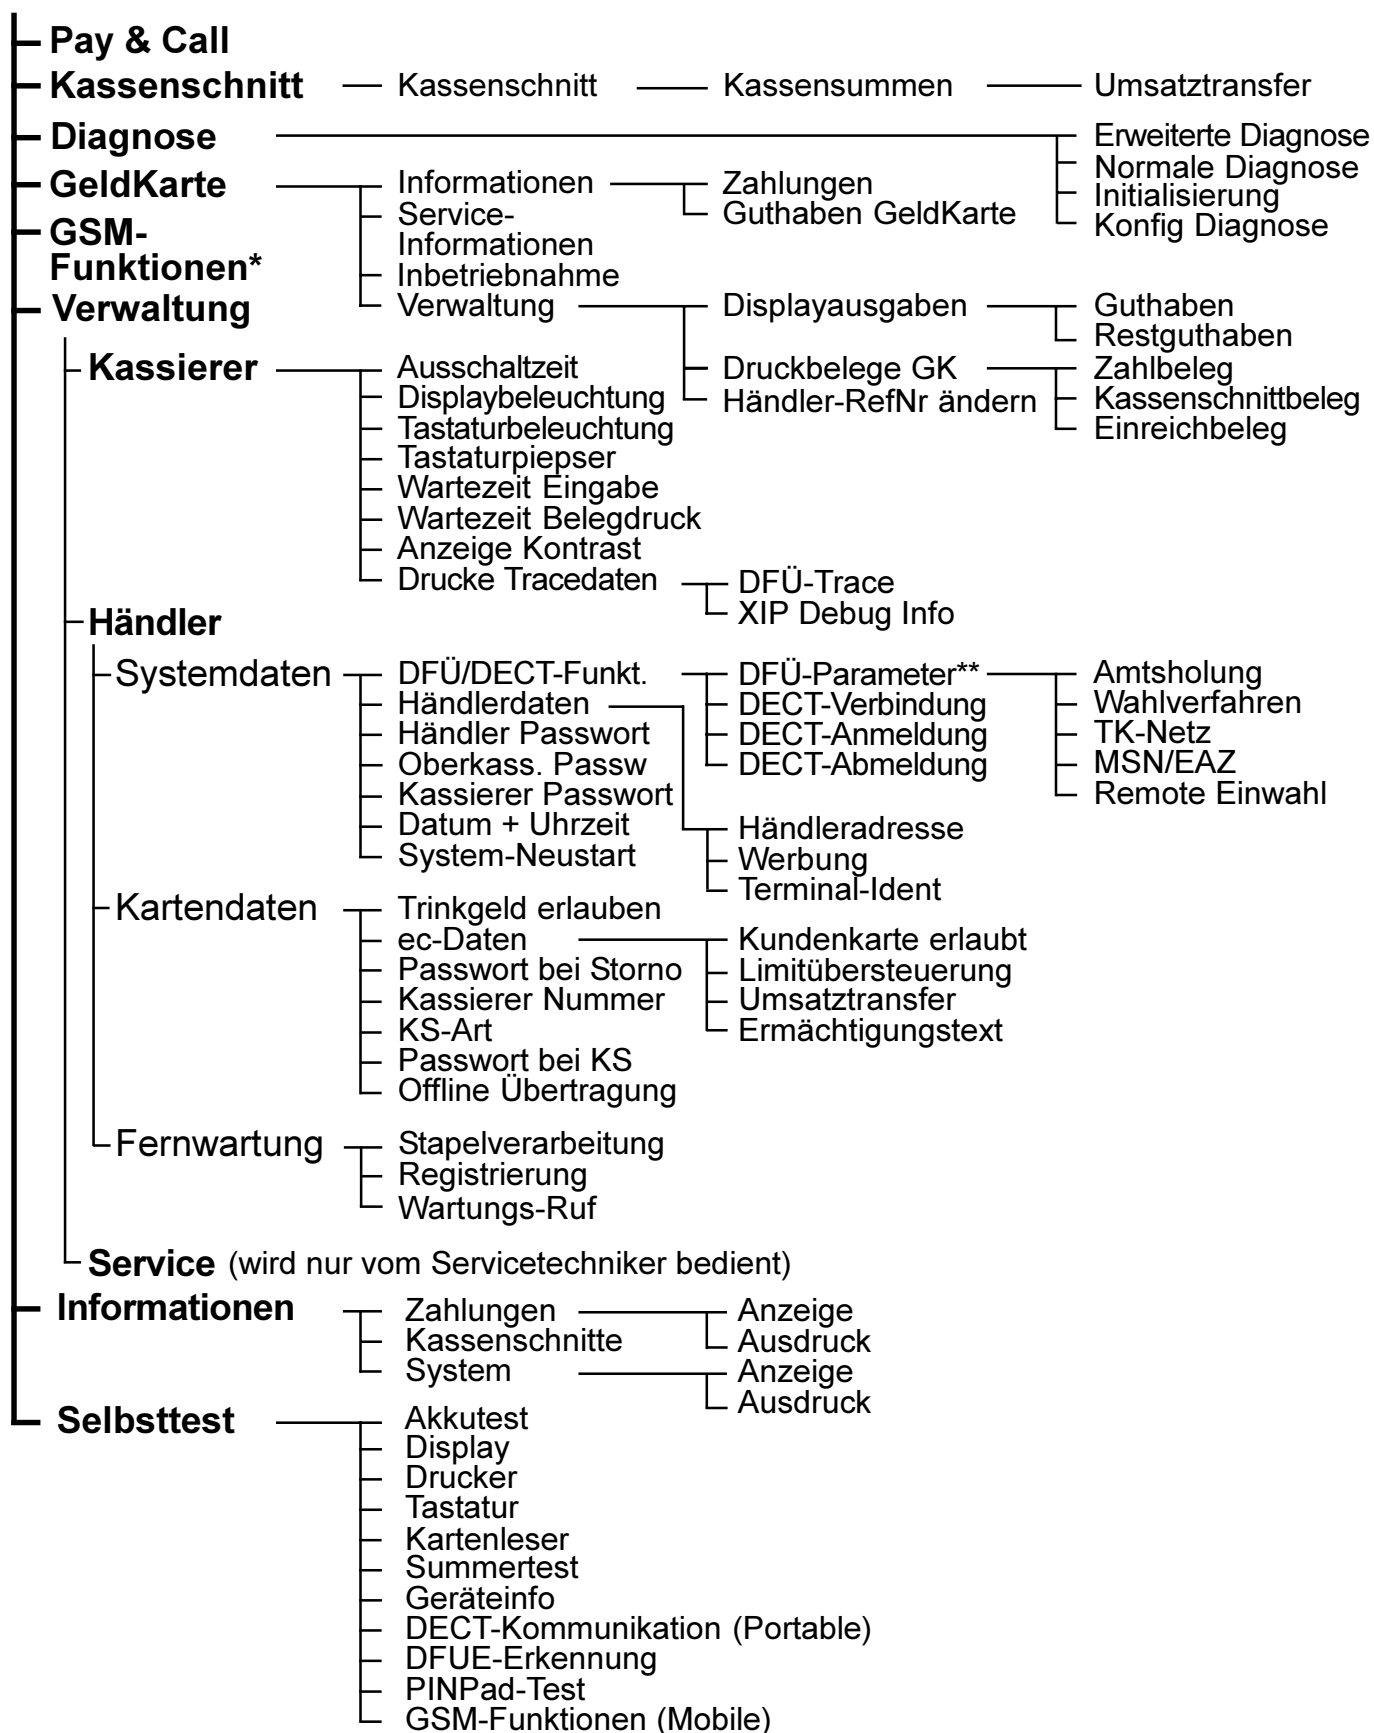 Pay & Call
Kassenschnitt Kassenschnitt Kassensummen Umsatztransfer
Diagnose Erweiterte Diagnose
Normale Diagnose
Initialisierung
Konfig Diagnose
GeldKarte Informationen Zahlungen
Guthaben GeldKarte
Service-
Informationen
Inbetriebnahme
Verwaltung Displayausgaben Guthaben
Restguthaben
Druckbelege GK Zahlbeleg
Kassenschnittbeleg
Einreichbeleg
Händler-RefNr ändern
GSM-
Funktionen*
Verwaltung
Kassierer Ausschaltzeit
Displaybeleuchtung
Tastaturbeleuchtung
Tastaturpiepser
Wartezeit Eingabe
Wartezeit Belegdruck
Anzeige Kontrast
Drucke Tracedaten DFÜ-Trace
XIP Debug Info
Händler
Systemdaten DFÜ/DECT-Funkt. DFÜ-Parameter** Amtsholung
Händlerdaten DECT-Verbindung Wahlverfahren
Händler Passwort DECT-Anmeldung TK-Netz
Oberkass. Passw DECT-Abmeldung MSN/EAZ
Kassierer Passwort Remote Einwahl
Datum + Uhrzeit Händleradresse
System-Neustart Werbung
Terminal-Ident
Kartendaten Trinkgeld erlauben
ec-Daten Kundenkarte erlaubt
Passwort bei Storno Limitübersteuerung
Kassierer Nummer Umsatztransfer
KS-Art Ermächtigungstext
Passwort bei KS
Offline Übertragung
Fernwartung Stapelverarbeitung
Registrierung
Wartungs-Ruf
Service (wird nur vom Servicetechniker bedient)
Informationen Zahlungen Anzeige
Kassenschnitte Ausdruck
System Anzeige
Ausdruck
Selbsttest Akkutest
Display
Drucker
Tastatur
Kartenleser
Summertest
Geräteinfo
DECT-Kommunikation (Portable)
DFUE-Erkennung
PINPad-Test
GSM-Funktionen (Mobile)